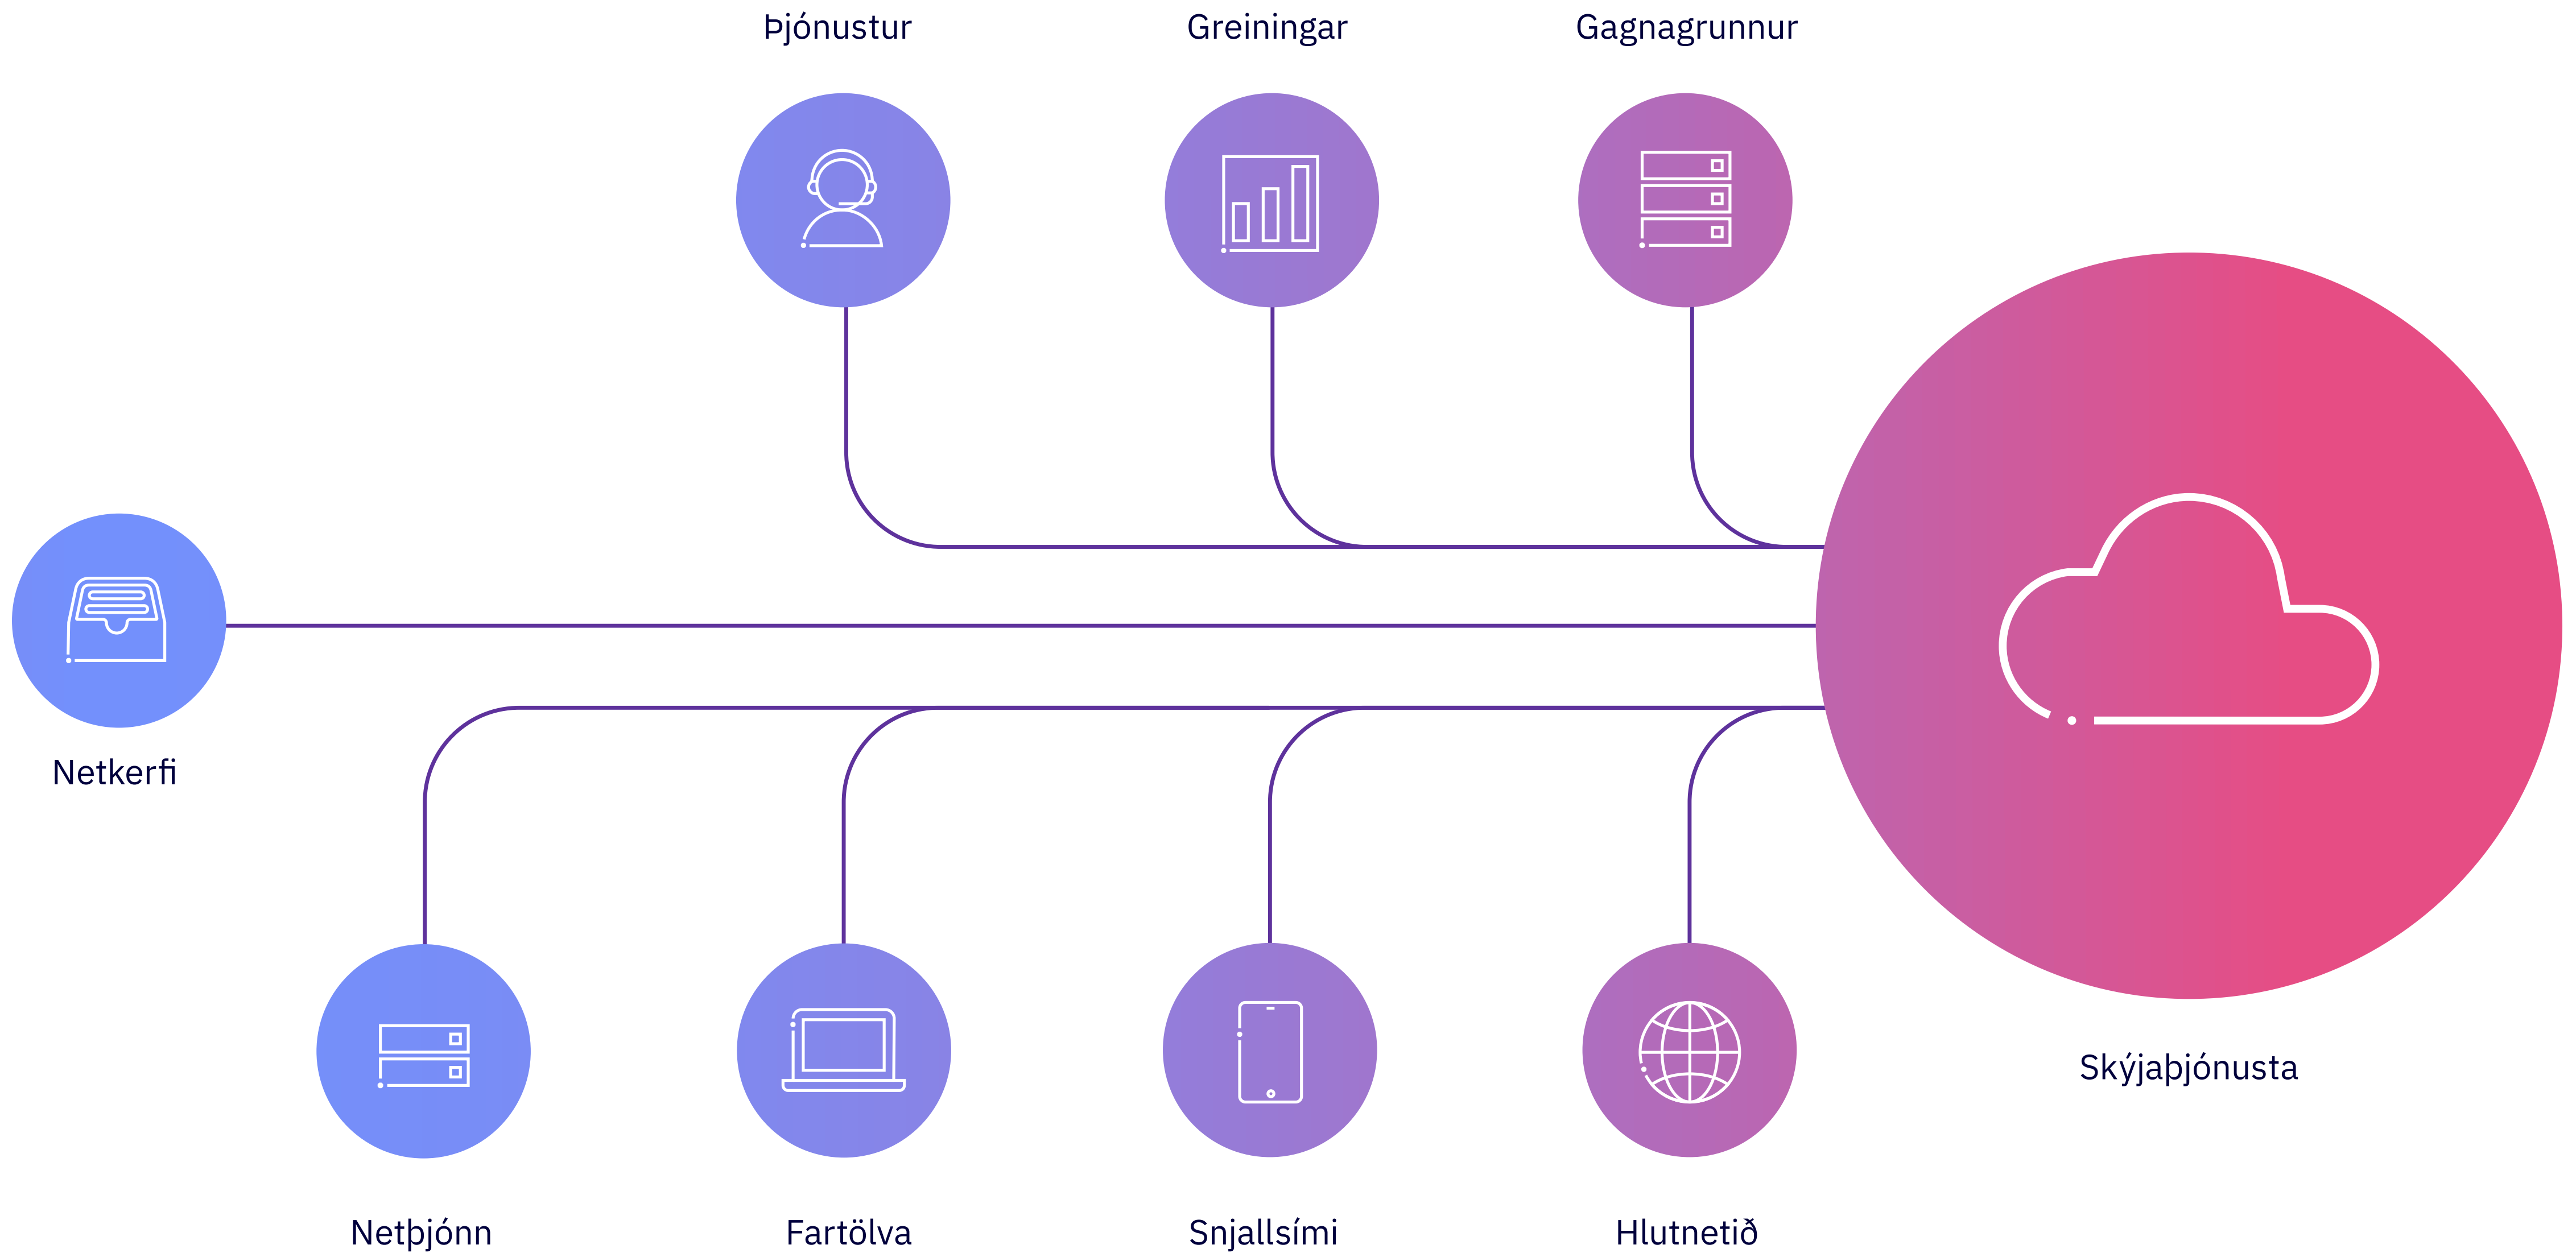 Þjónustur
Greiningar
Gagnagrunnur
Netkerfi
Skýjaþjónusta
Netþjónn
Fartölva
Snjallsími
Hlutnetið